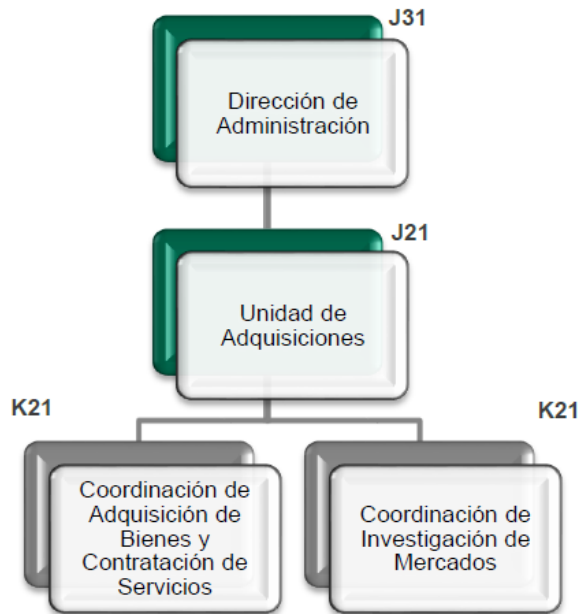 J31
Dirección de
Administración
J21
Unidad de
Adquisiciones
K21
K21
Coordinación de
Adquisición de
Bienes y
Contratación de
Servicios
Coordinación de
Investigación de
Mercados